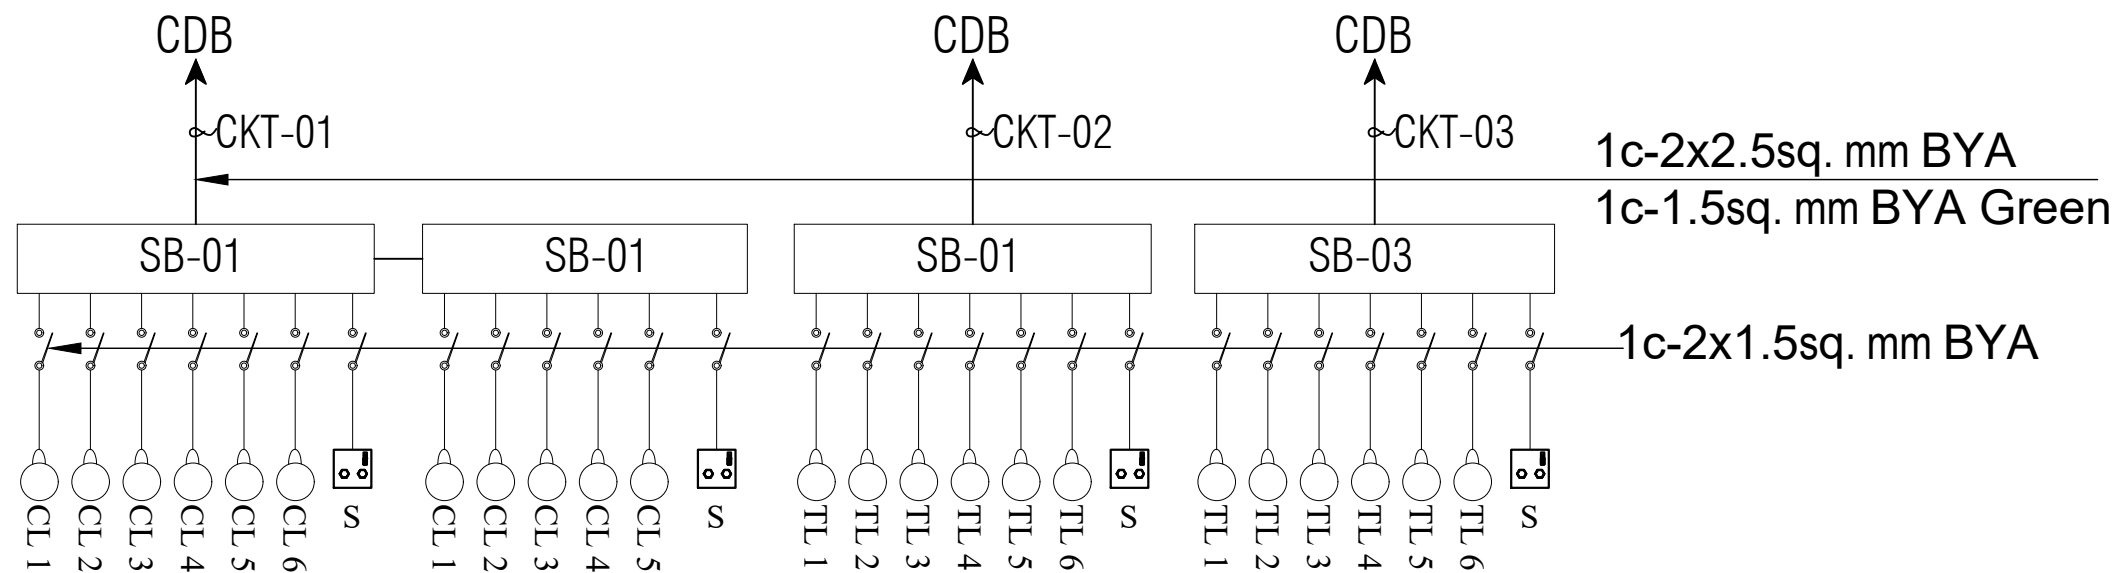 CDB CDB CDB
CKT-01 CKT-02 CKT-03
1c-2x2.5sq. mm BYA
1c-1.5sq. mm BYA Green
SB-01 SB-01 SB-01 SB-03
1c-2x1.5sq. mm BYA
CL 1 CL 2 CL 3 CL 4 CL 5 CL 6 S CL 1 CL 2 CL 3 CL 4 CL 5 S TL 1 TL 2 TL 3 TL 4 TL 5 TL 6 S TL 1 TL 2 TL 3 TL 4 TL 5 TL 6 S